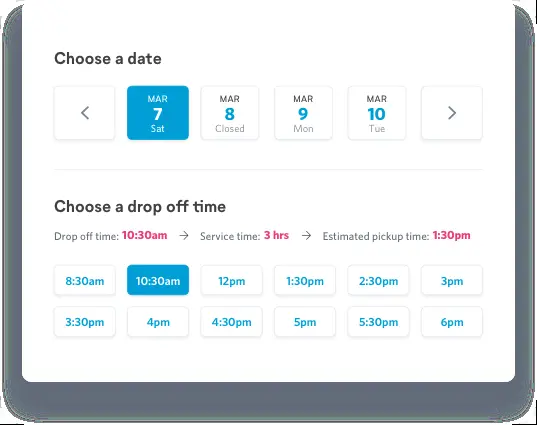 Choose a date
MAR MAR MAR MAR
7 8 9 10
Sat Closed Mon Tue
Choose a drop off time
Drop off time: 10:30am → Service time: 3 hrs → Estimated pickup time: 1:30pm
8:30am 10:30am 12pm 1:30pm 2:30pm 3pm
3:30pm 4pm 4:30pm 5pm 5:30pm 6pm